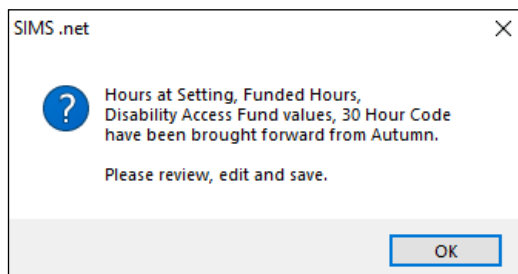 SIMS .net
?
Hours at Setting, Funded Hours,
Disability Access Fund values, 30 Hour Code
have been brought forward from Autumn.
Please review, edit and save.
OK